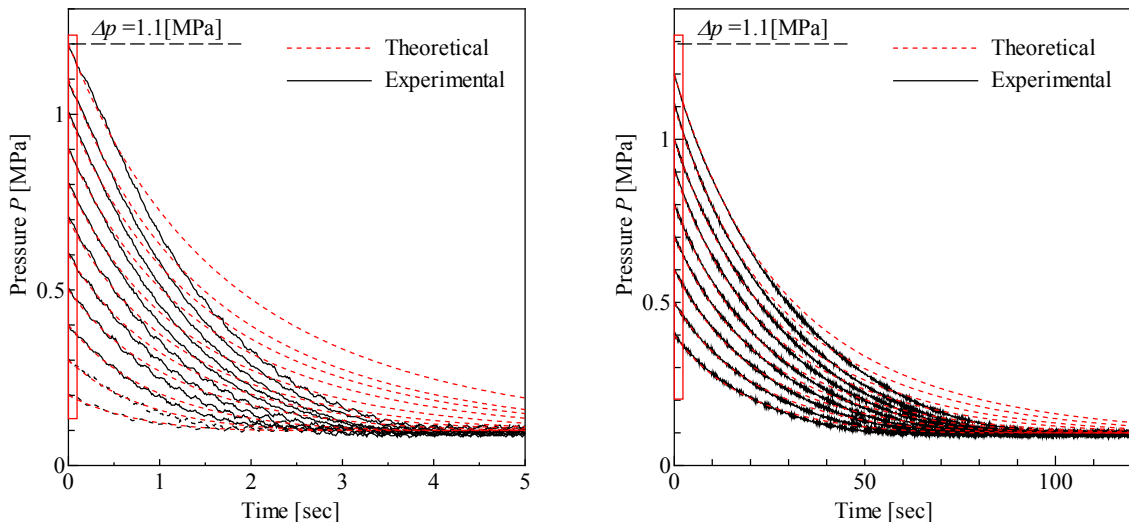 Δp =1.1[MPa]
Theoretical
Experimental
1
0.5
0
Pressure P [MPa]
0 1 2 3 4 5
Time [sec]
Δp =1.1[MPa]
Theoretical
Experimental
1
0.5
0
Pressure P [MPa]
0 50 100
Time [sec]